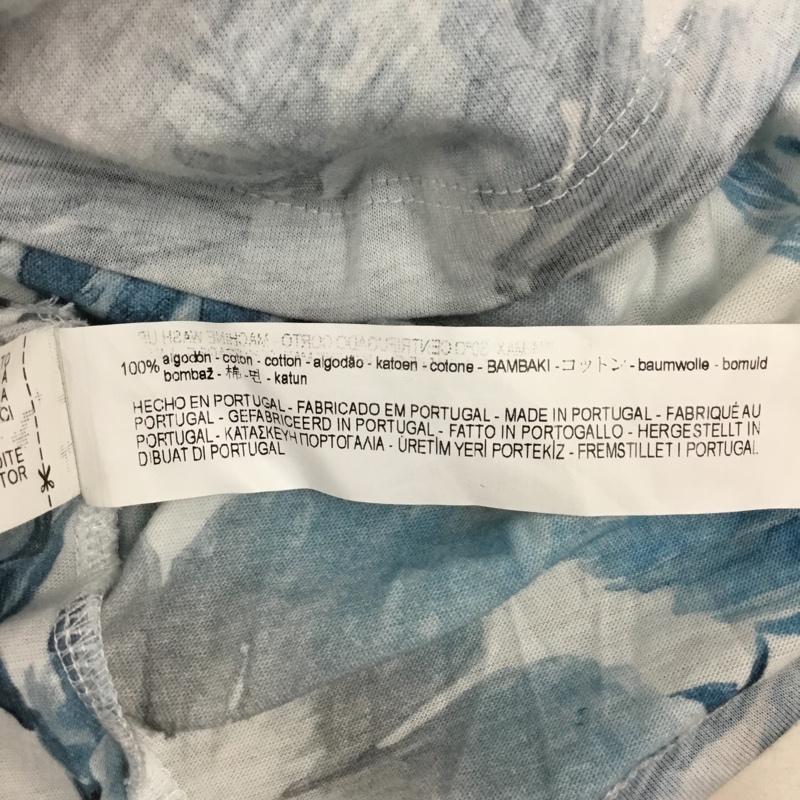 100% algodón - coton - cotton - algodão - katoen - cotone - BAMBAKI - コットン - baumwolle - bomuld
bombaž - 棉 - 면 - katun
HECHO EN PORTUGAL - FABRICADO EM PORTUGAL - MADE IN PORTUGAL - FABRIQUÉ AU
PORTUGAL - GEFABRICEERD IN PORTUGAL - FATTO IN PORTOGALLO - HERGESTELLT IN
PORTUGAL - ΚΑΤΑΣΚΕΥΗ ΠΟΡΤΟΓΑΛΙΑ - ÜRETİM YERİ PORTEKİZ - FREMSTILLET I PORTUGAL
DIBUAT DI PORTUGAL